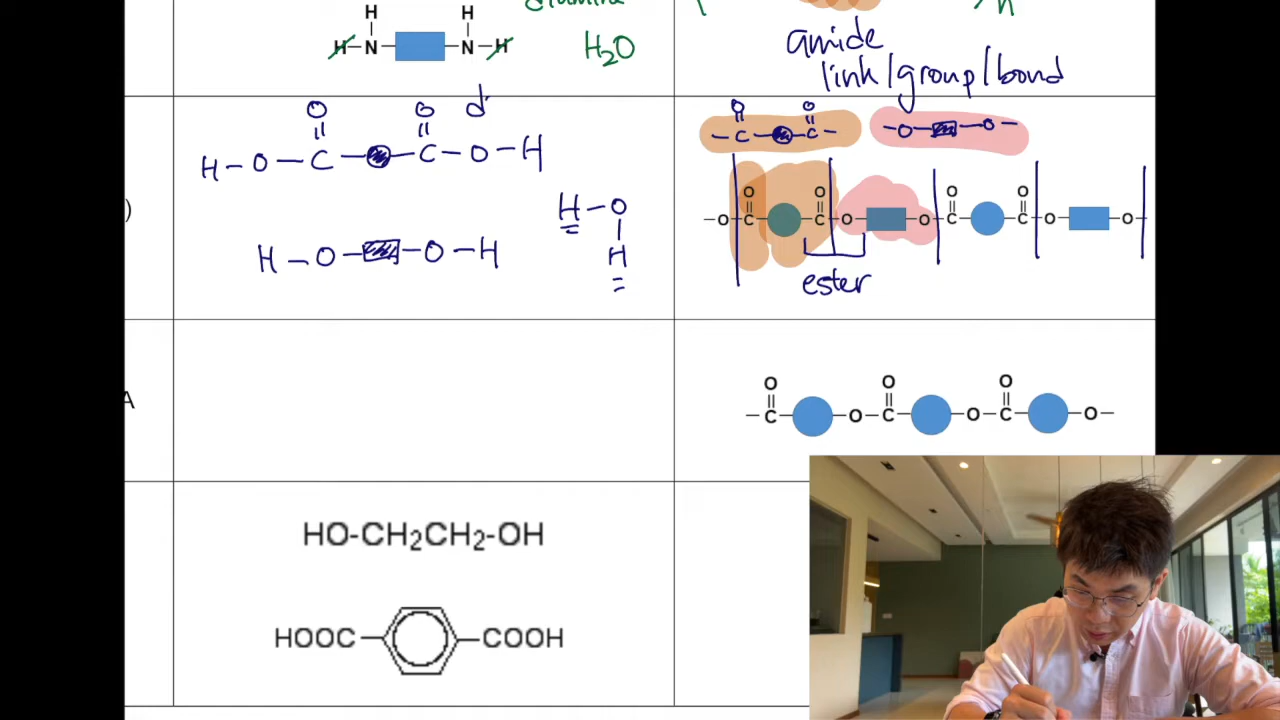 H H
H-N N-H
H₂O
amide
link/group/bond
O O d
|| ||
H-O-C C-O-H
O O
|| ||
-C C- -O O-
H-O
|
H
O O O O
|| || || ||
-O C C O O C C O O-
H-O O-H
ester
A
O O O
|| || ||
-C O-C O-C O-
HO-CH₂CH₂-OH
HOOC COOH